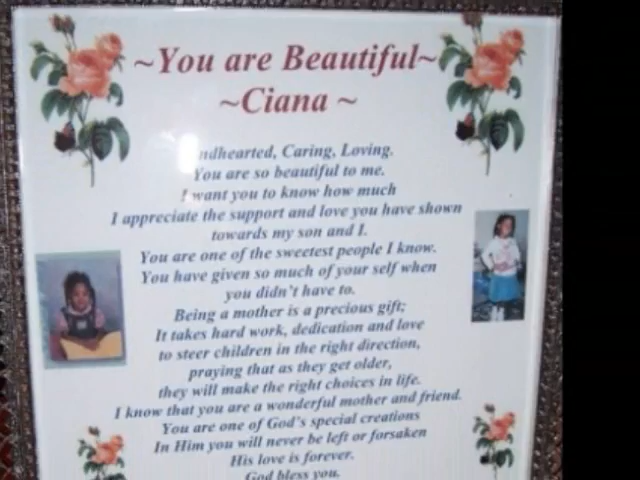 ~You are Beautiful~
~Ciana ~
ndhearted, Caring, Loving.
You are so beautiful to me.
I want you to know how much
I appreciate the support and love you have shown
towards my son and I.
You are one of the sweetest people I know.
You have given so much of your self when
you didn't have to.
Being a mother is a precious gift;
It takes hard work, dedication and love
to steer children in the right direction,
praying that as they get older,
they will make the right choices in life.
I know that you are a wonderful mother and friend.
You are one of God's special creations
In Him you will never be left or forsaken
His love is forever.
God bless you.